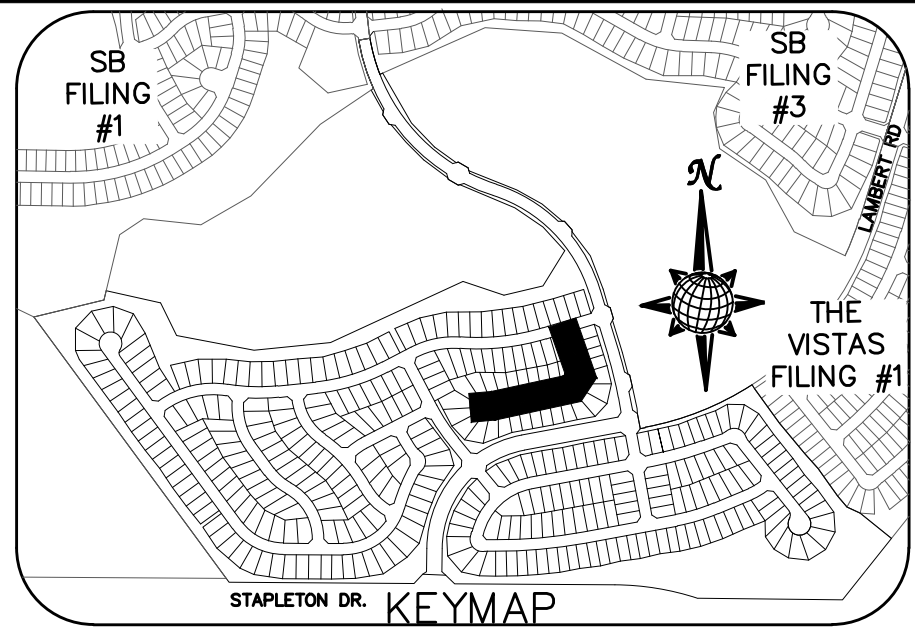 SB
FILING
#1
SB
FILING
#3
LAMBERT RD
N
THE
VISTAS
FILING #1
STAPLETON DR.
KEYMAP